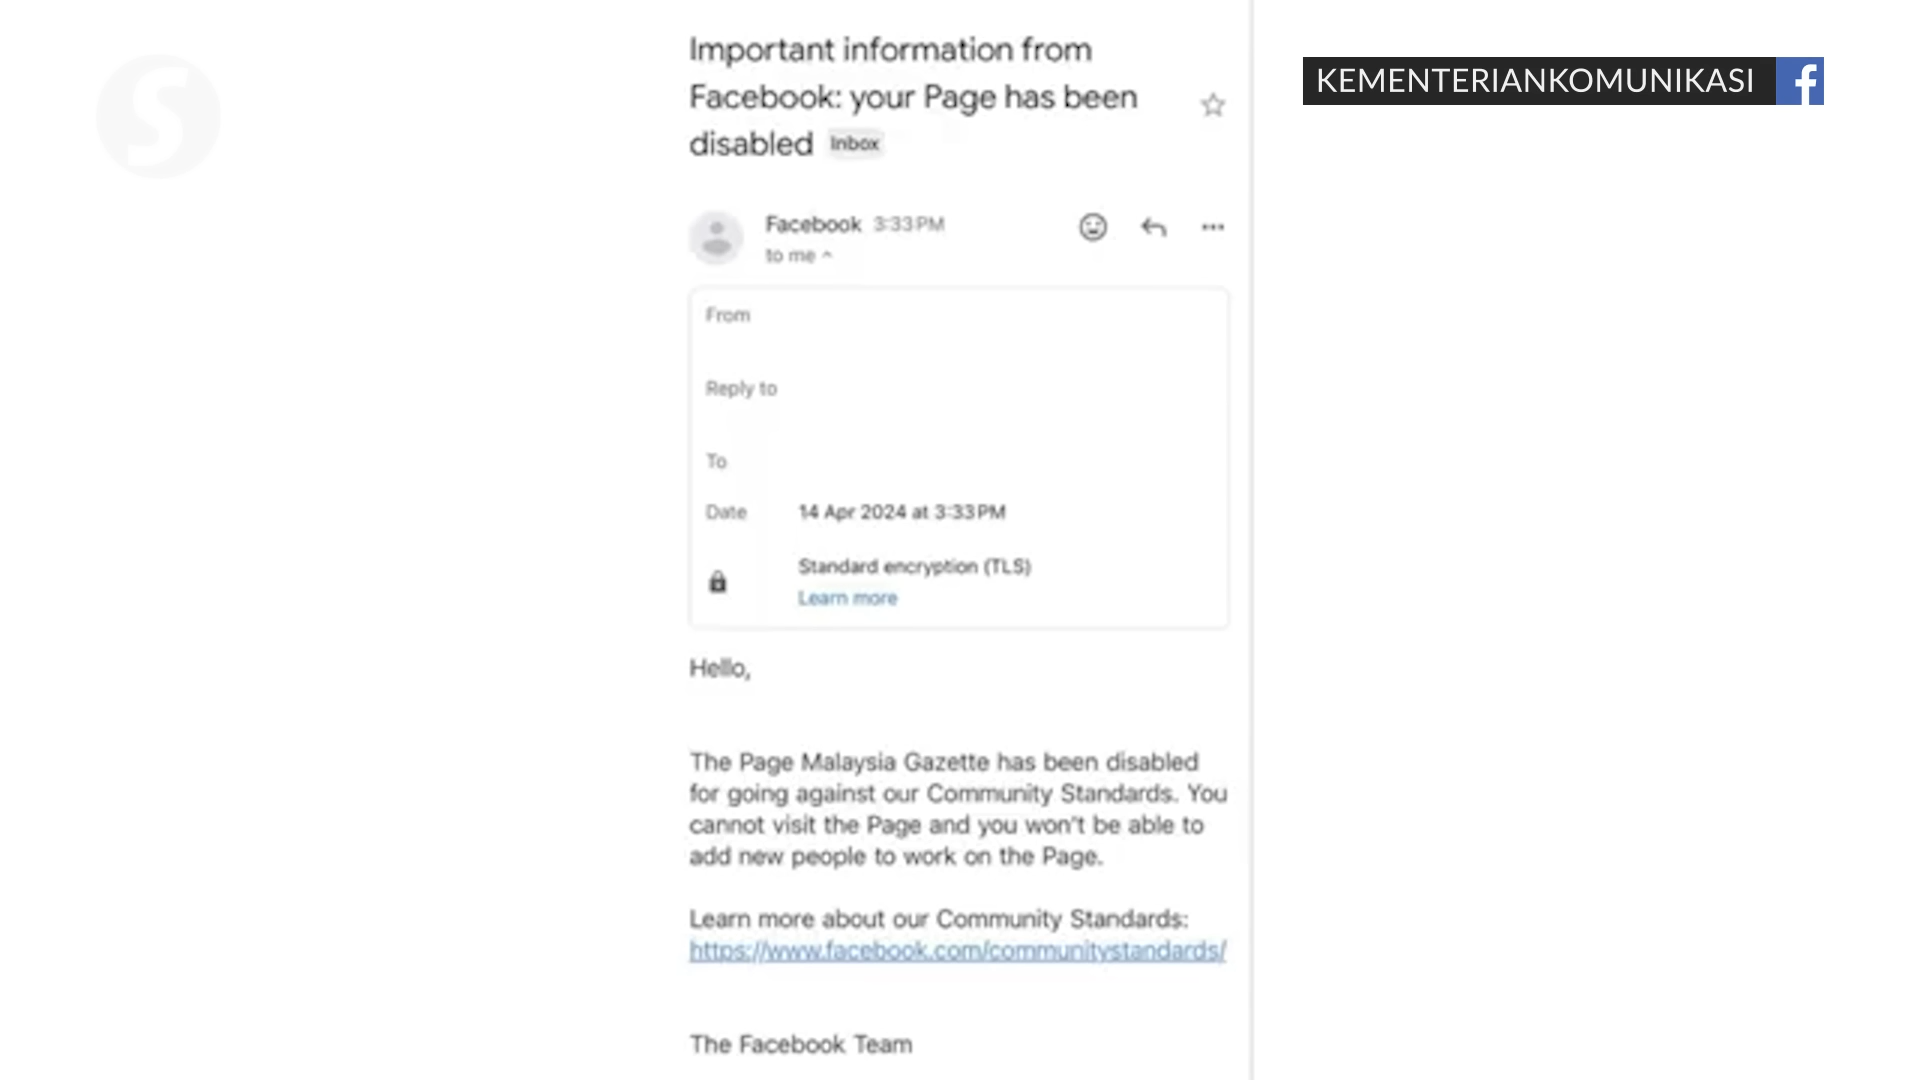 Important information from
Facebook: your Page has been
disabled Inbox
KEMENTERIANKOMUNIKASI f
S
Facebook 3:33 PM
to me ^
From
Reply to
To
Date 14 Apr 2024 at 3:33 PM
Standard encryption (TLS)
Learn more
Hello,
The Page Malaysia Gazette has been disabled
for going against our Community Standards. You
cannot visit the Page and you won't be able to
add new people to work on the Page.
Learn more about our Community Standards:
https://www.facebook.com/communitystandards/
The Facebook Team